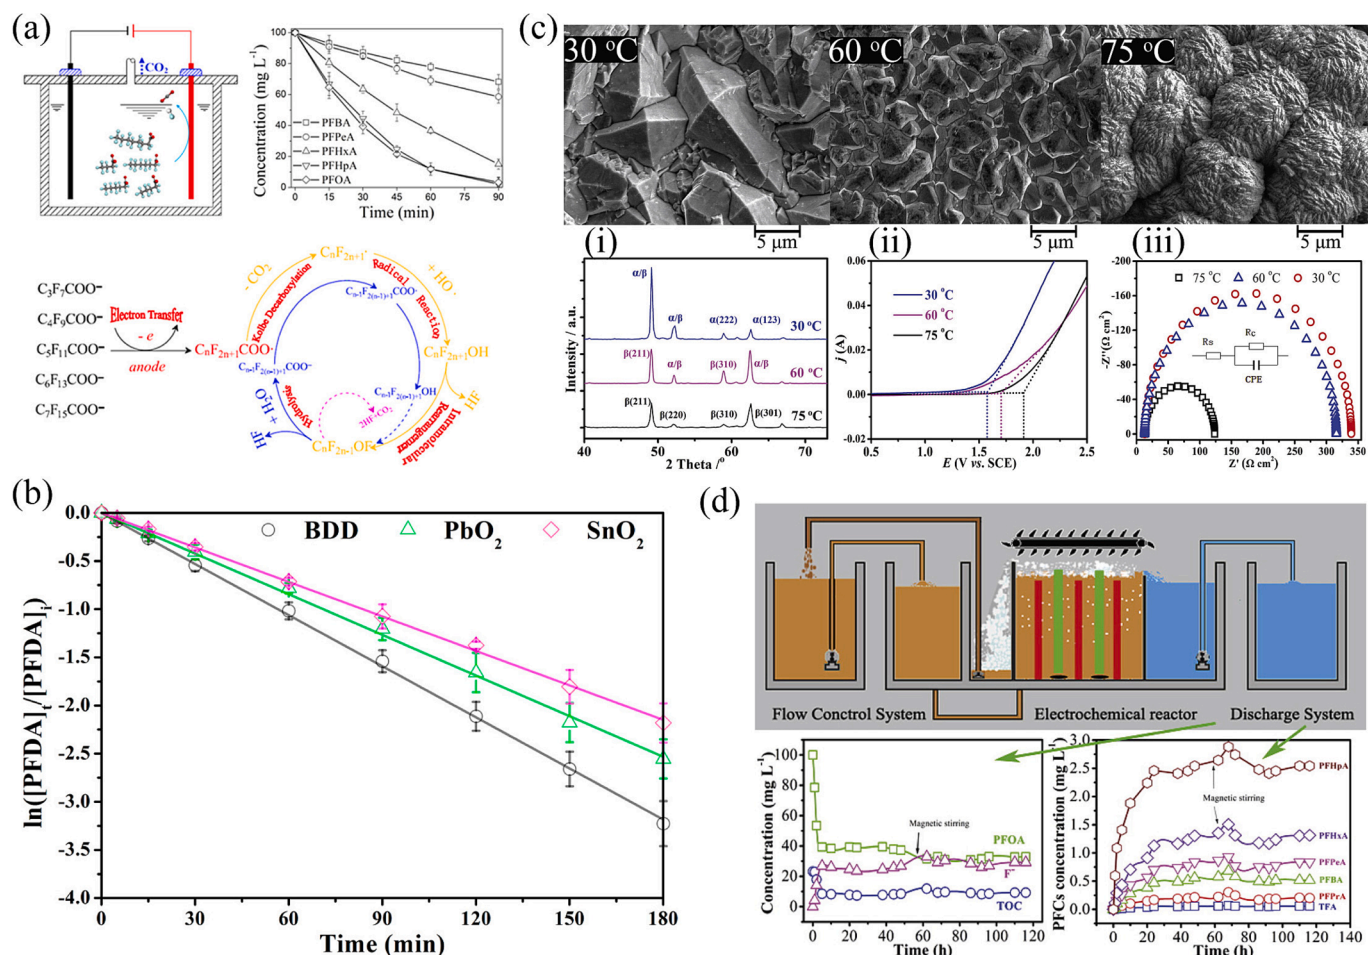 (a)
CO₂
Concentration (mg L⁻¹)
100
80
60
40
20
0
PFBA
PFPeA
PFHxA
PFHpA
PFOA
0 15 30 45 60 75 90
Time (min)
C₃F₇COO⁻
C₄F₉COO⁻
C₅F₁₁COO⁻
C₆F₁₃COO⁻
C₇F₁₅COO⁻
Electron Transfer
- e
anode
CₙF₂ₙ₊₁COO·
- CO₂
Kolbe Decarboxylation
CₙF₂ₙ₊₁·
Radical Reaction
+ HO·
CₙF₂ₙ₊₁OH
HF
Intramolecular Rearrangement
CₙF₂ₙ₋₁OF
Hydrolysis
+ H₂O
HF
Cₙ₋₁F₂₍ₙ₋₁₎₊₁COO⁻
Cₙ₋₁F₂₍ₙ₋₁₎₊₁COO·
Cₙ₋₁F₂₍ₙ₋₁₎₊₁OH
2HF+CO₂
(b)
ln([PFDA]ₜ/[PFDA]ᵢ)
0.0
-0.5
-1.0
-1.5
-2.0
-2.5
-3.0
-3.5
-4.0
BDD PbO₂ SnO₂
0 30 60 90 120 150 180
Time (min)
(c)
30 °C
60 °C
75 °C
5 μm
5 μm
5 μm
(i)
Intensity / a.u.
α/β α/β α(222) α(123)
30 °C
β(211) α/β β(310) α/β
60 °C
β(211) β(220) β(310) β(301)
75 °C
40 50 60 70
2 Theta /°
(ii)
J (A)
0.06
0.04
0.02
0.00
-0.02
30 °C
60 °C
75 °C
0.5 1.0 1.5 2.0 2.5
E (V vs. SCE)
(iii)
-Z''(Ω cm²)
-160
-120
-80
-40
0
75 °C 60 °C 30 °C
Rs
Rc
CPE
0 50 100 150 200 250 300 350
Z' (Ω cm²)
(d)
Flow Conctrol System
Electrochemical reactor
Discharge System
Concentration (mg L⁻¹)
100
80
60
40
20
0
Magnetic stirring
PFOA
F⁻
TOC
0 20 40 60 80 100 120
Time (h)
PFCs concentration (mg L⁻¹)
3.0
2.5
2.0
1.5
1.0
0.5
0.0
Magnetic stirring
PFHpA
PFHxA
PFPeA
PFBA
PFPrA
TFA
0 20 40 60 80 100 120 140
Time (h)